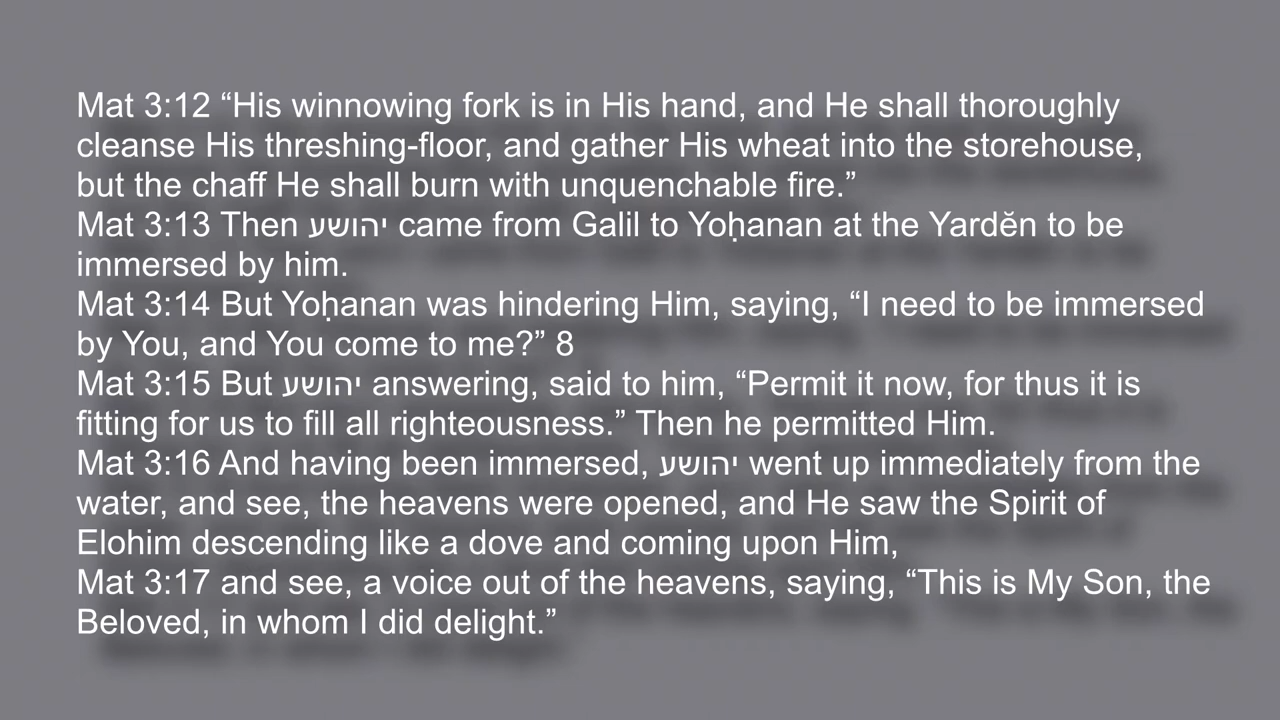 Mat 3:12 “His winnowing fork is in His hand, and He shall thoroughly
cleanse His threshing-floor, and gather His wheat into the storehouse,
but the chaff He shall burn with unquenchable fire.”
Mat 3:13 Then יהושע came from Galil to Yoḥanan at the Yardĕn to be
immersed by him.
Mat 3:14 But Yoḥanan was hindering Him, saying, “I need to be immersed
by You, and You come to me?” 8
Mat 3:15 But יהושע answering, said to him, “Permit it now, for thus it is
fitting for us to fill all righteousness.” Then he permitted Him.
Mat 3:16 And having been immersed, יהושע went up immediately from the
water, and see, the heavens were opened, and He saw the Spirit of
Elohim descending like a dove and coming upon Him,
Mat 3:17 and see, a voice out of the heavens, saying, “This is My Son, the
Beloved, in whom I did delight.”